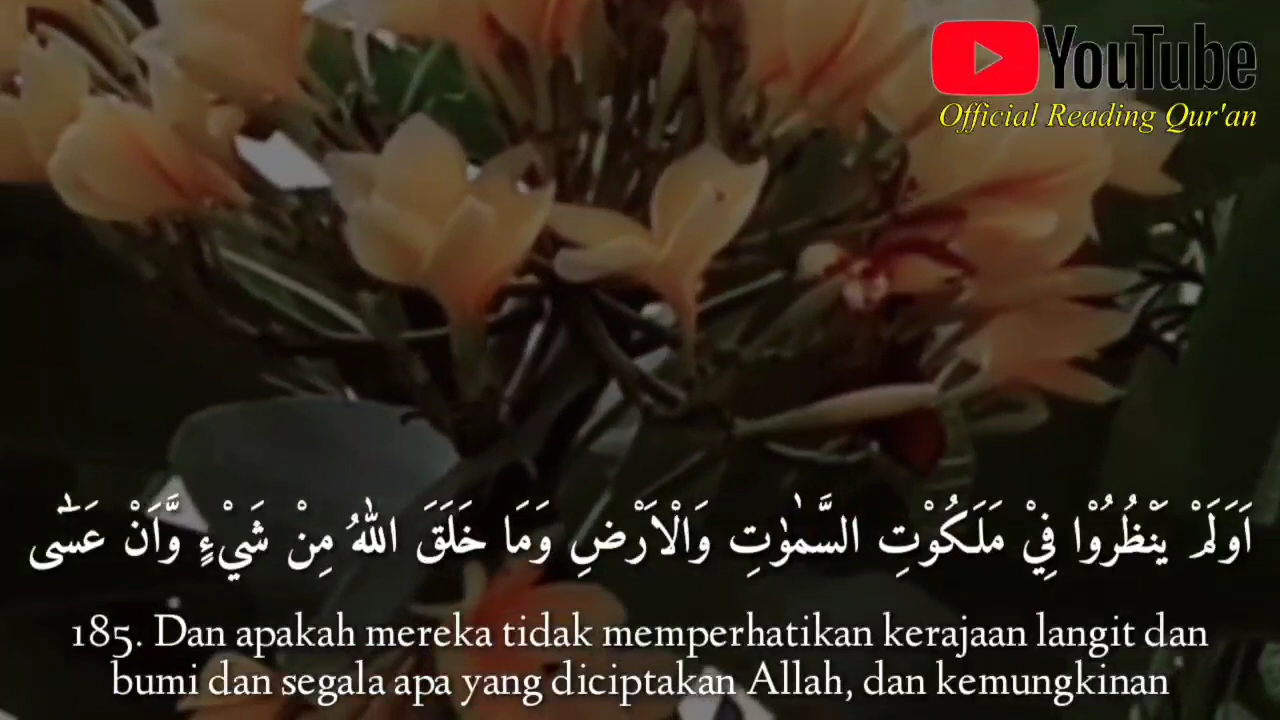 YouTube
Official Reading Qur'an
اَوَلَمْ يَنْظُرُوْا فِيْ مَلَكُوْتِ السَّمٰوٰتِ وَالْاَرْضِ وَمَا خَلَقَ اللّٰهُ مِنْ شَيْءٍ وَّاَنْ عَسٰٓى
185. Dan apakah mereka tidak memperhatikan kerajaan langit dan
bumi dan segala apa yang diciptakan Allah, dan kemungkinan